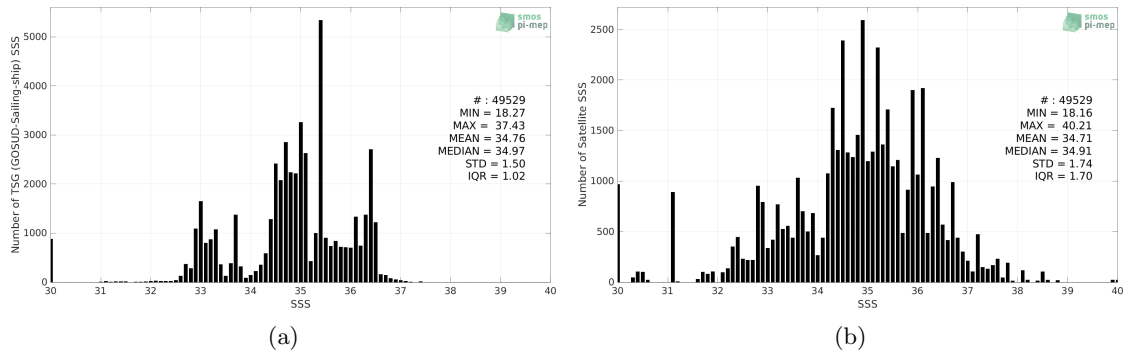 smos
pi-mep
Number of TSG (GOSUD-Sailing-ship) SSS
5000
4000
3000
2000
1000
0
# : 49529
MIN = 18.27
MAX = 37.43
MEAN = 34.76
MEDIAN = 34.97
STD = 1.50
IQR = 1.02
30 31 32 33 34 35 36 37 38 39 40
SSS
(a)
smos
pi-mep
Number of Satellite SSS
2500
2000
1500
1000
500
0
# : 49529
MIN = 18.16
MAX = 40.21
MEAN = 34.71
MEDIAN = 34.91
STD = 1.74
IQR = 1.70
30 31 32 33 34 35 36 37 38 39 40
SSS
(b)